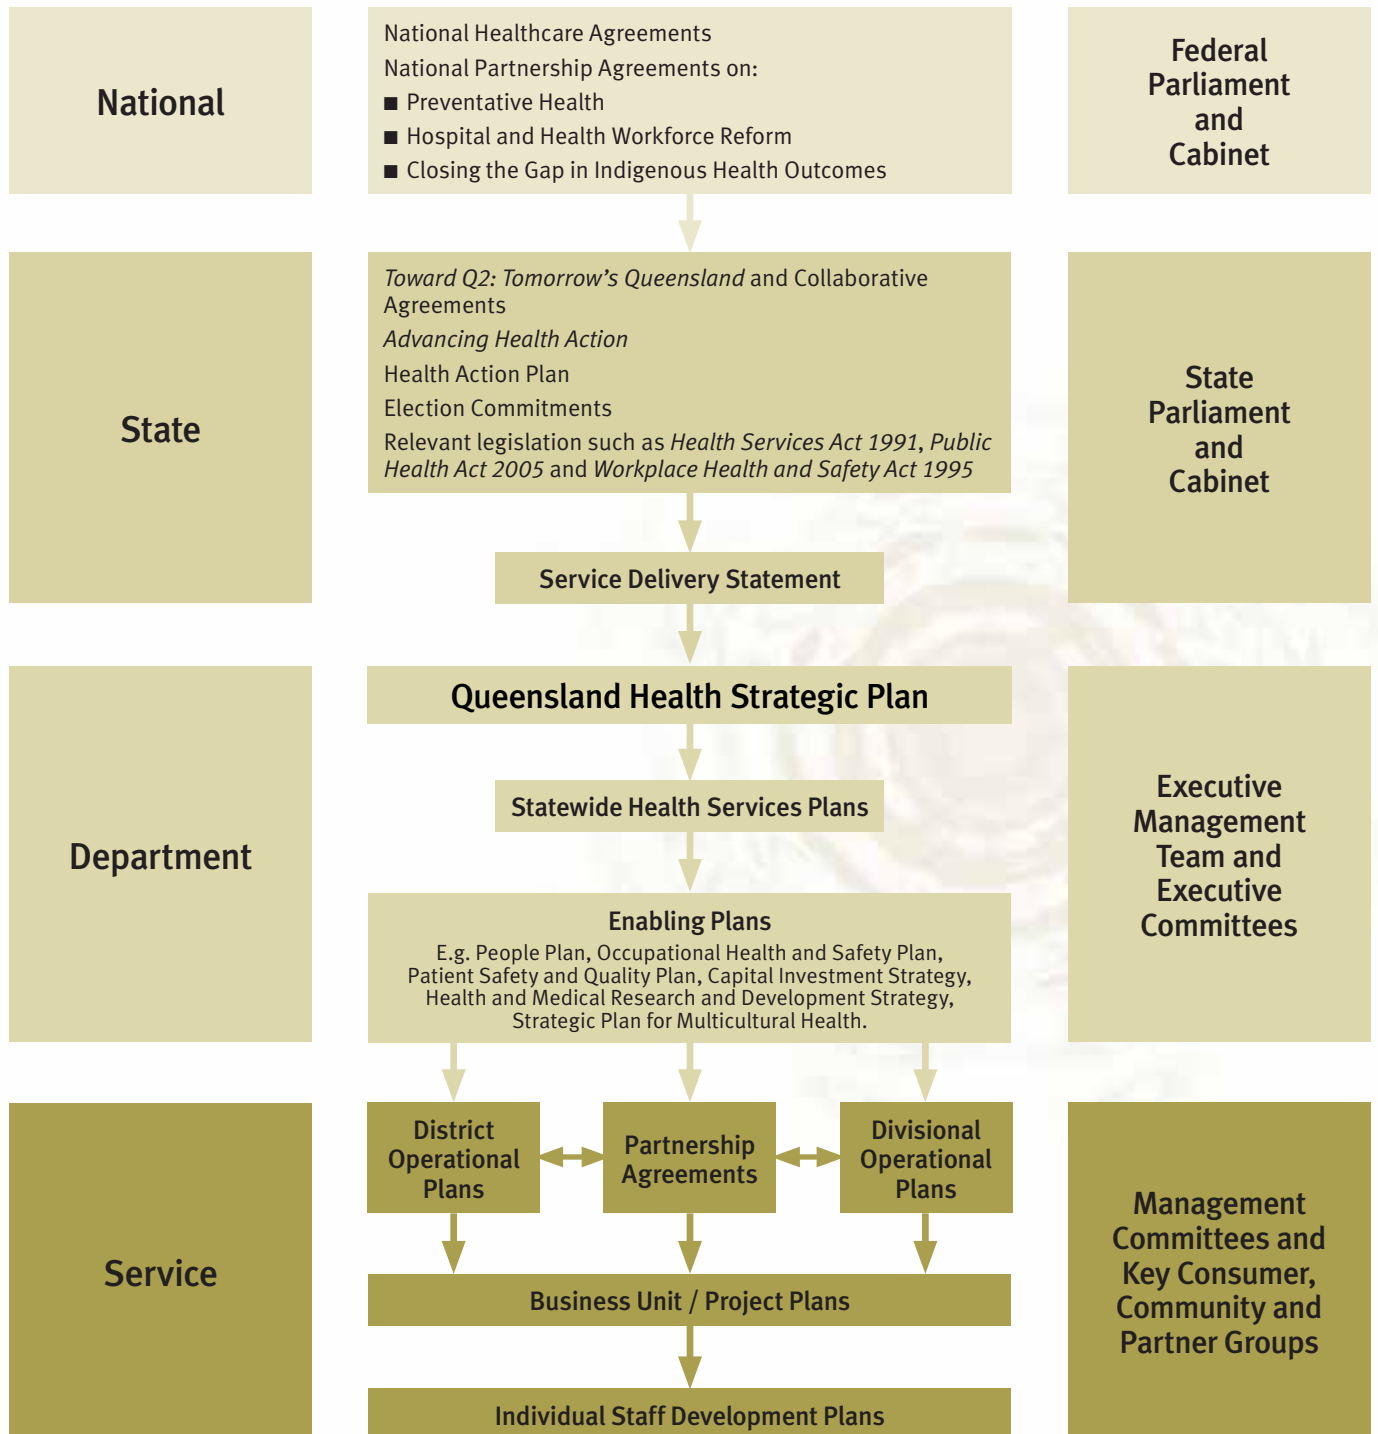 National
National Healthcare Agreements
National Partnership Agreements on:
■ Preventative Health
■ Hospital and Health Workforce Reform
■ Closing the Gap in Indigenous Health Outcomes
Federal
Parliament
and
Cabinet
State
Toward Q2: Tomorrow’s Queensland and Collaborative
Agreements
Advancing Health Action
Health Action Plan
Election Commitments
Relevant legislation such as Health Services Act 1991, Public
Health Act 2005 and Workplace Health and Safety Act 1995
Service Delivery Statement
State
Parliament
and
Cabinet
Department
Queensland Health Strategic Plan
Statewide Health Services Plans
Enabling Plans
E.g. People Plan, Occupational Health and Safety Plan,
Patient Safety and Quality Plan, Capital Investment Strategy,
Health and Medical Research and Development Strategy,
Strategic Plan for Multicultural Health.
Executive
Management
Team and
Executive
Committees
Service
District
Operational
Plans
Partnership
Agreements
Divisional
Operational
Plans
Business Unit / Project Plans
Individual Staff Development Plans
Management
Committees and
Key Consumer,
Community and
Partner Groups